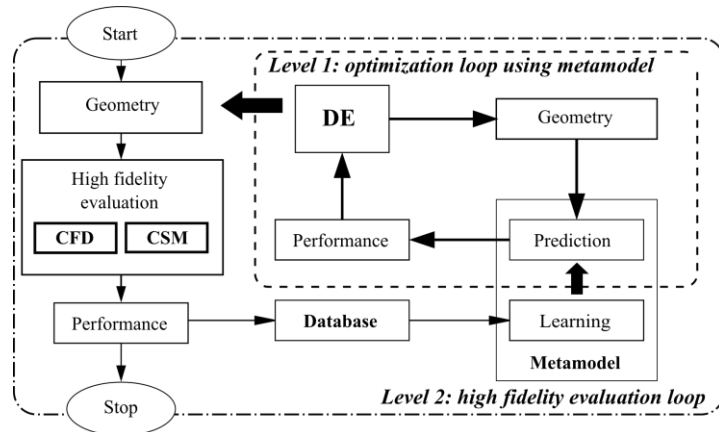 Start
Level 1: optimization loop using metamodel
Geometry
DE
Geometry
High fidelity
evaluation
CFD
CSM
Performance
Prediction
Performance
Database
Learning
Metamodel
Stop
Level 2: high fidelity evaluation loop